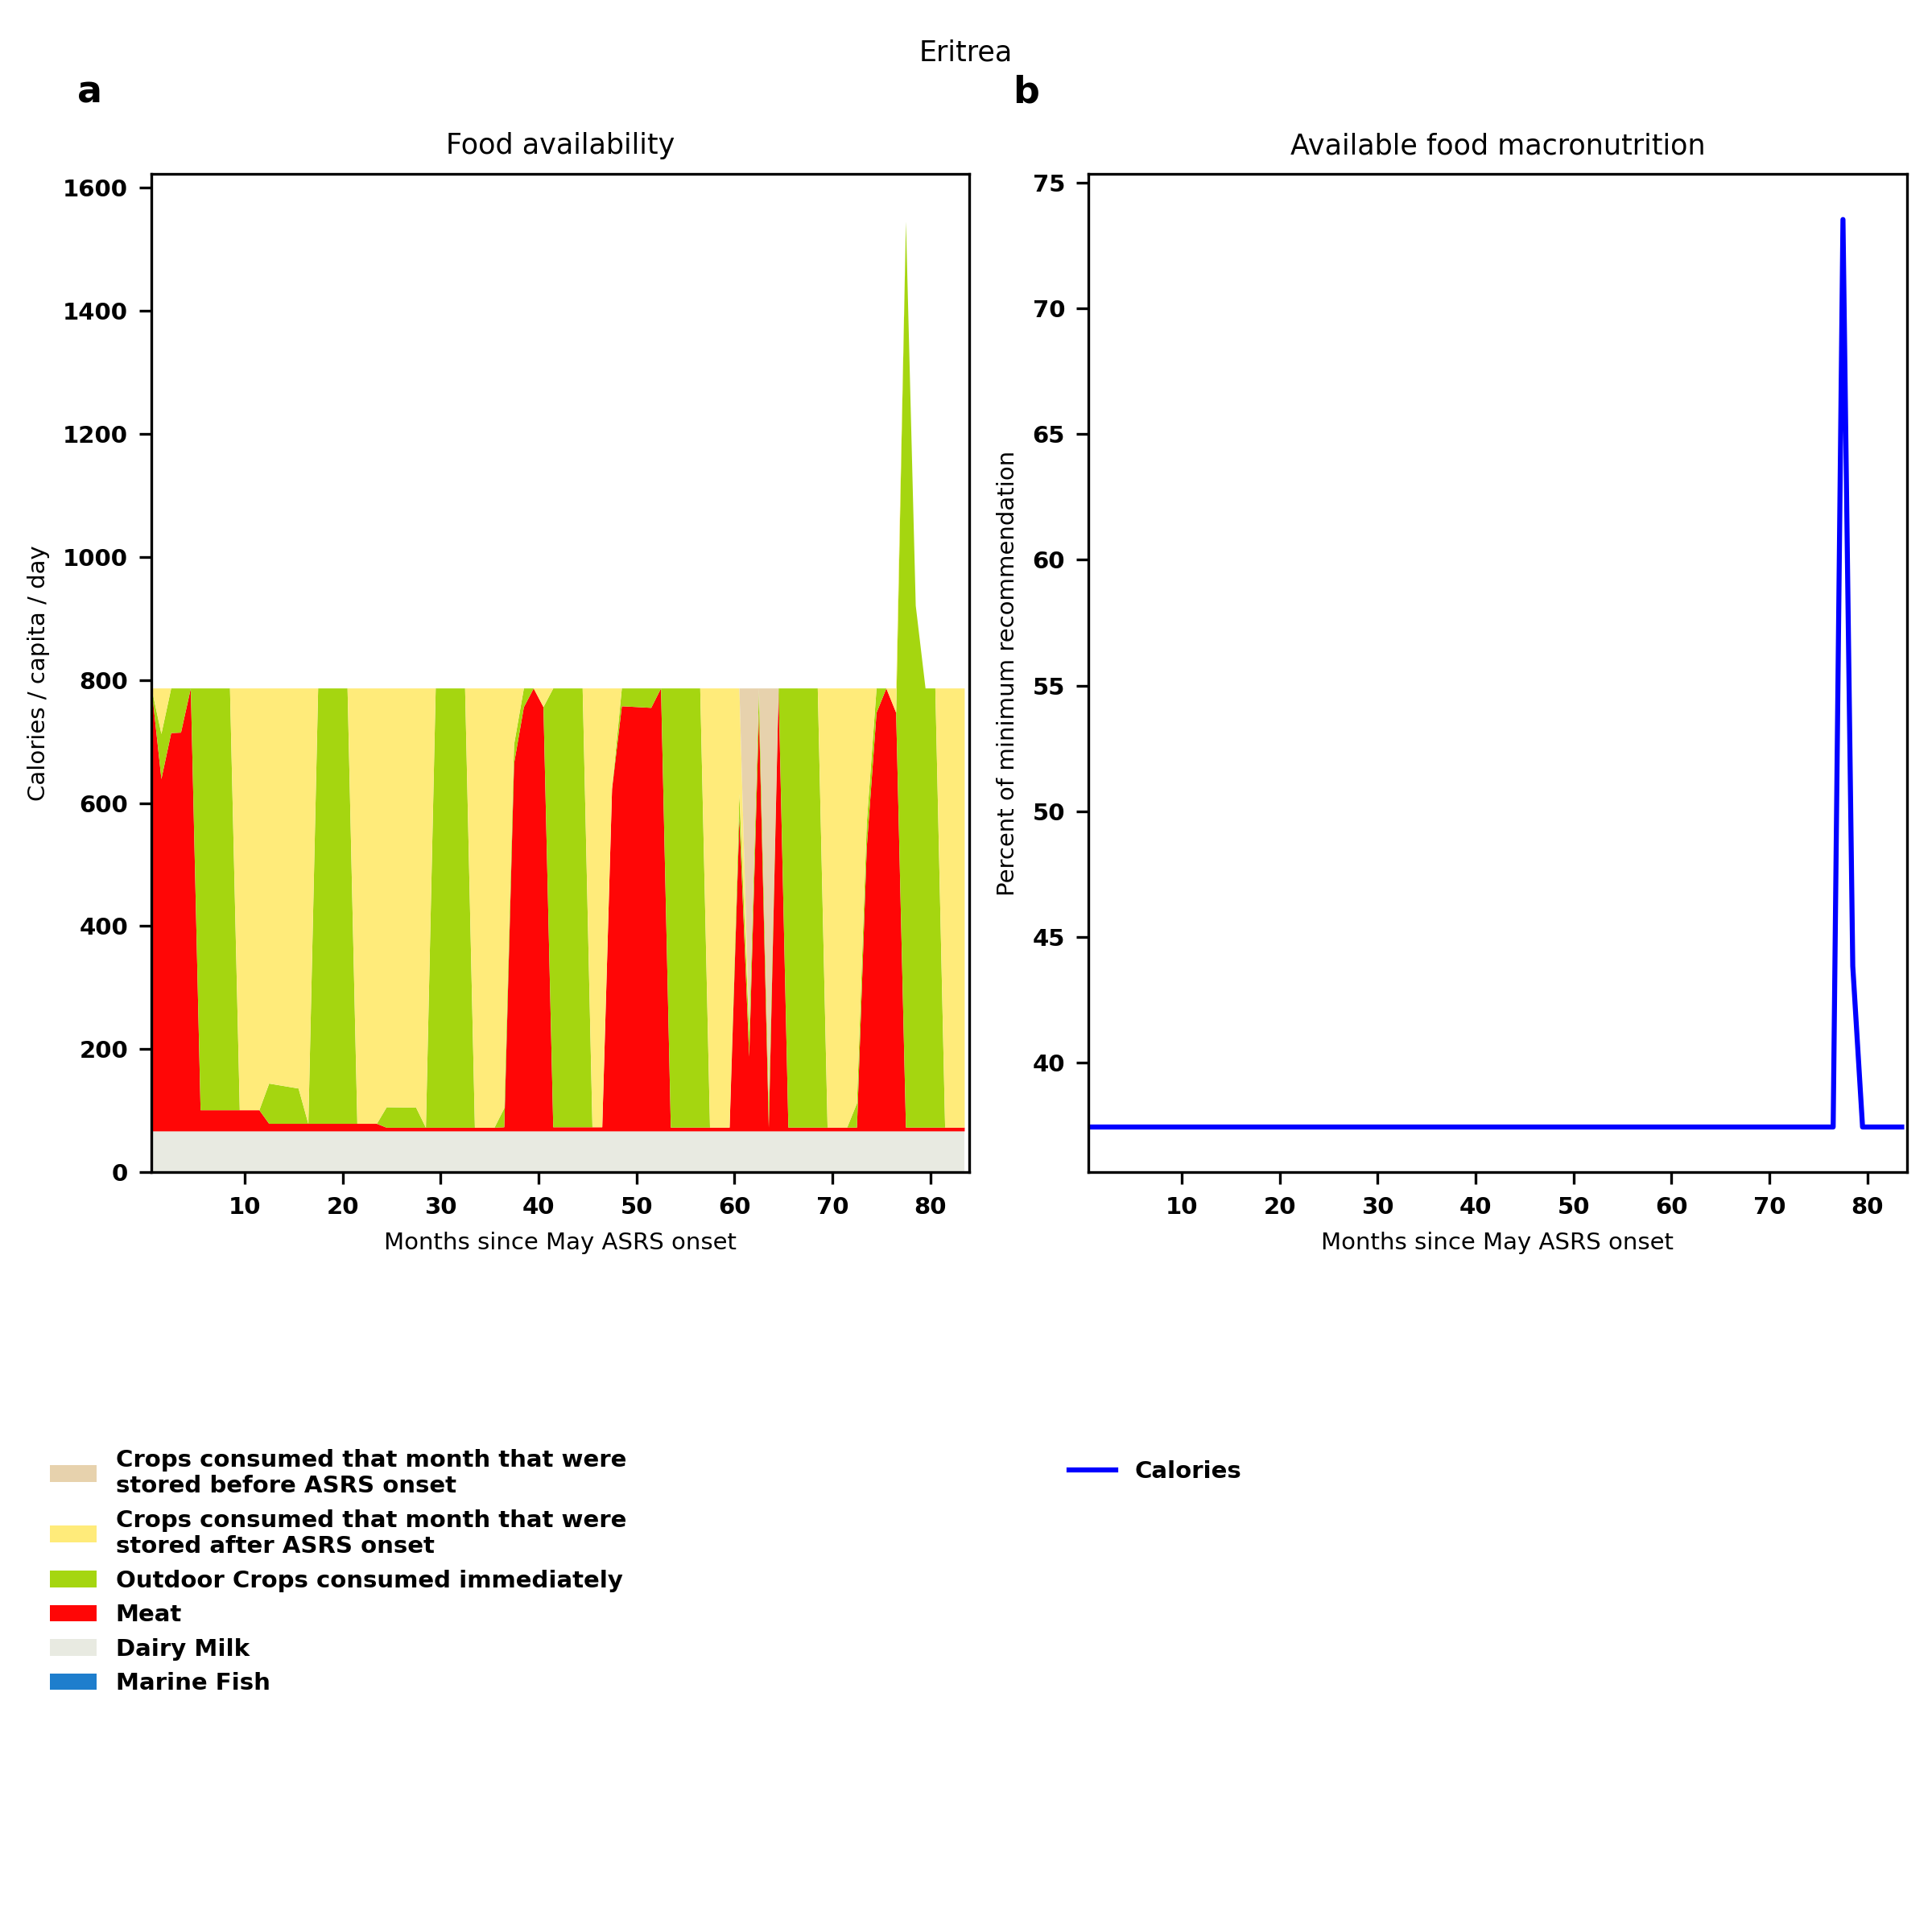 Eritrea
a
b
Food availability
Available food macronutrition
Calories / capita / day
1600
1400
1200
1000
800
600
400
200
0
10 20 30 40 50 60 70 80
Months since May ASRS onset
Percent of minimum recommendation
75
70
65
60
55
50
45
40
10 20 30 40 50 60 70 80
Months since May ASRS onset
Crops consumed that month that were
stored before ASRS onset
Crops consumed that month that were
stored after ASRS onset
Outdoor Crops consumed immediately
Meat
Dairy Milk
Marine Fish
Calories